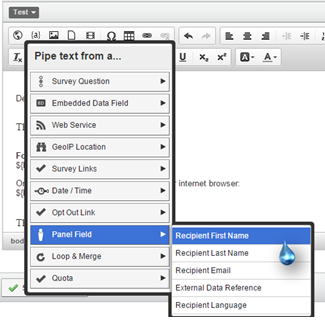 Test
Pipe text from a...
Survey Question
Embedded Data Field
Web Service
GeoIP Location
Survey Links
Date / Time
Opt Out Link
Panel Field
Loop & Merge
Quota
Recipient First Name
Recipient Last Name
Recipient Email
External Data Reference
Recipient Language
De
Th
Fo
${
Or
internet browser:
${
Th
bod